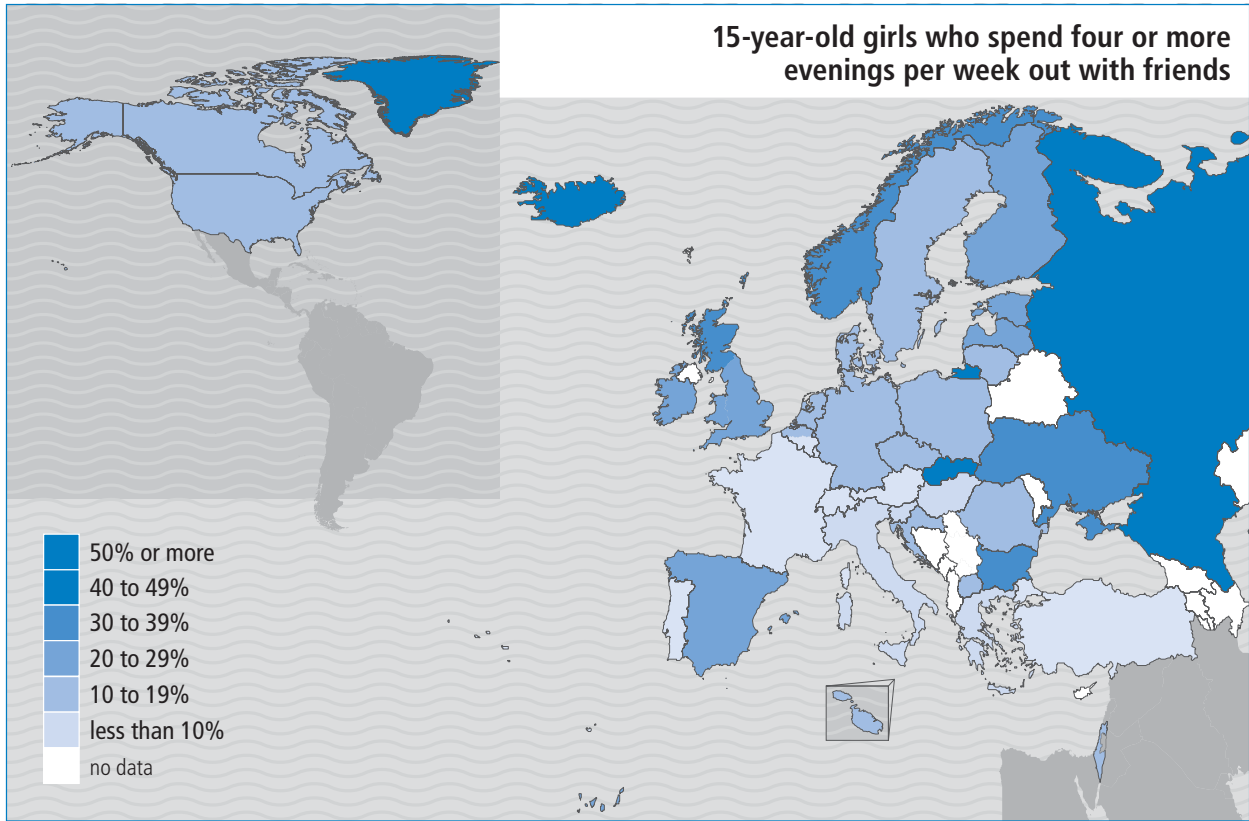 15-year-old girls who spend four or more
evenings per week out with friends
50% or more
40 to 49%
30 to 39%
20 to 29%
10 to 19%
less than 10%
no data